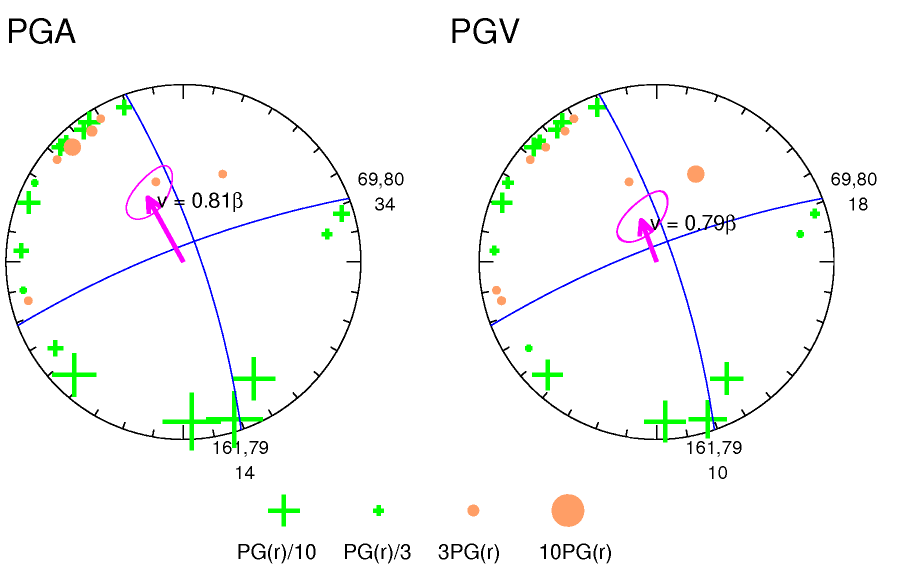 PGA
PGV
69,80
34
v = 0.81β
161,79
14
69,80
18
v = 0.79β
161,79
10
PG(r)/10 PG(r)/3 3PG(r) 10PG(r)